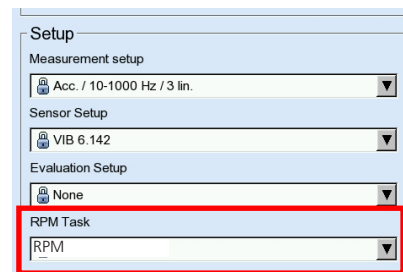 Setup
Measurement setup
Acc. / 10-1000 Hz / 3 lin.
Sensor Setup
VIB 6.142
Evaluation Setup
None
RPM Task
RPM